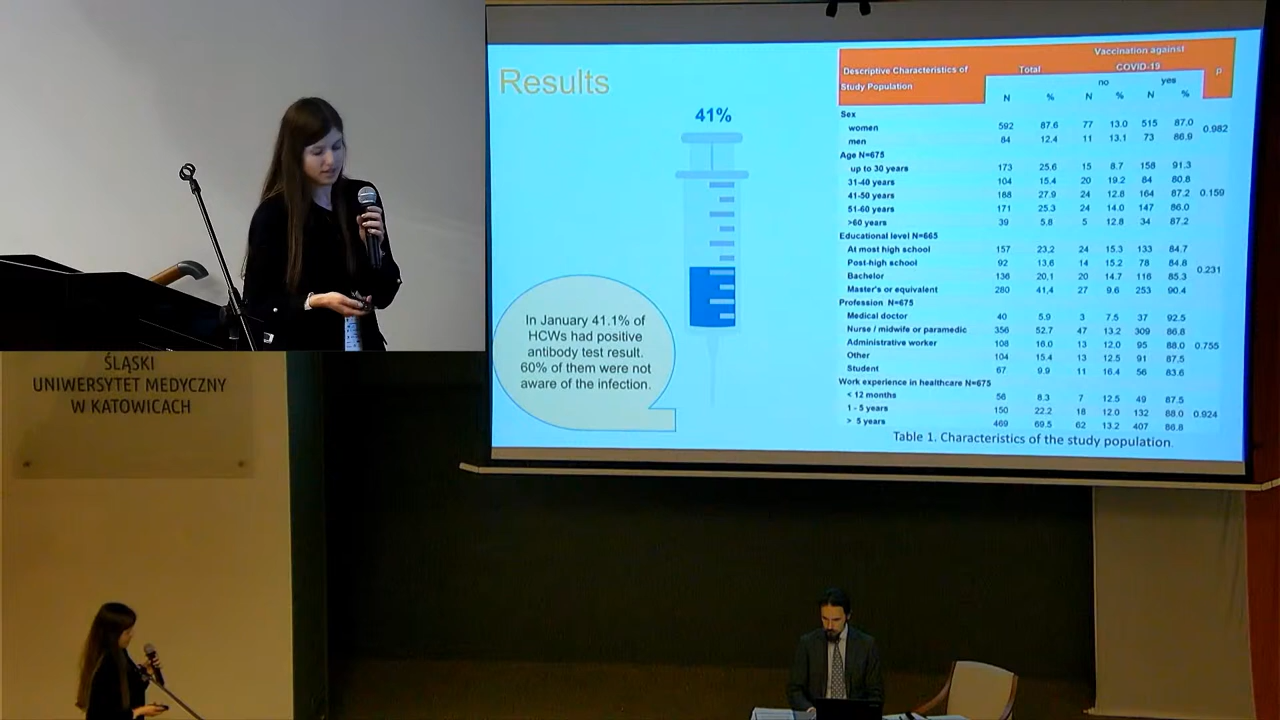 Results
41%
In January 41.1% of
HCWs had positive
antibody test result.
60% of them were not
aware of the infection.
Descriptive Characteristics of Study Population Total Vaccination against COVID-19 p
no yes
N % N % N %
Sex
women 592 87.6 77 13.0 515 87.0 0.982
men 84 12.4 11 13.1 73 86.9
Age N=675
up to 30 years 173 25.6 15 8.7 158 91.3
31-40 years 104 15.4 20 19.2 84 80.8
41-50 years 188 27.9 24 12.8 164 87.2 0.159
51-60 years 171 25.3 24 14.0 147 86.0
>60 years 39 5.8 5 12.8 34 87.2
Educational level N=665
At most high school 157 23,2 24 15.3 133 84.7
Post-high school 92 13,6 14 15.2 78 84.8 0.231
Bachelor 136 20,1 20 14.7 116 85.3
Master's or equivalent 280 41,4 27 9.6 253 90.4
Profession N=675
Medical doctor 40 5.9 3 7.5 37 92.5
Nurse / midwife or paramedic 356 52.7 47 13.2 309 86.8
Administrative worker 108 16.0 13 12.0 95 88.0 0.755
Other 104 15.4 13 12.5 91 87.5
Student 67 9.9 11 16.4 56 83.6
Work experience in healthcare N=675
< 12 months 56 8.3 7 12.5 49 87.5
1 - 5 years 150 22.2 18 12.0 132 88.0 0.924
> 5 years 469 69.5 62 13.2 407 86.8
Table 1. Characteristics of the study population.
ŚLĄSKI
UNIWERSYTET MEDYCZNY
W KATOWICACH